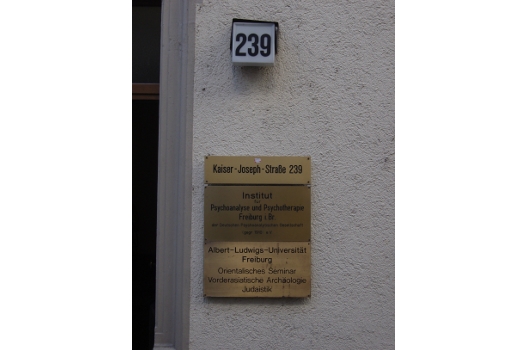 239
Kaiser-Joseph-Straße 239
Institut
für
Psychoanalyse und Psychotherapie
Freiburg i. Br.
Albert-Ludwigs-Universität
Freiburg
Orientalisches Seminar
Vorderasiatische Archäologie
Judaistik